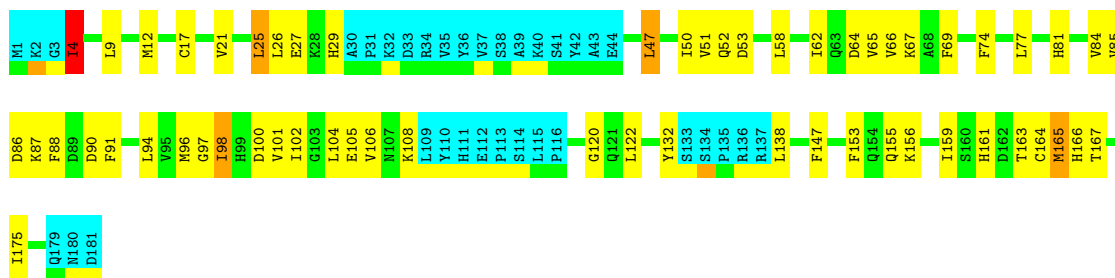 M1 K2 G3 I4 L9 M12 C17 V21 L25 L26 E27 K28 H29 A30 P31 K32 D33 R34 V35 Y36 V37 S38 A39 K40 S41 Y42 A43 E44 L47 I50 V51 Q52 D53 L58 I62 Q63 D64 V65 V66 K67 A68 F69 F74 L77 H81 V84 V85
D86 K87 F88 D89 D90 F91 L94 V95 M96 G97 I98 H99 D100 V101 I102 G103 L104 E105 V106 N107 K108 L109 Y110 H111 E112 P113 S114 L115 P116 G120 Q121 L122 Y132 S133 S134 P135 R136 R137 L138 F147 F153 Q154 Q155 K156 I159 S160 H161 D162 T163 C164 M165 H166 T167
I175 Q179 N180 D181